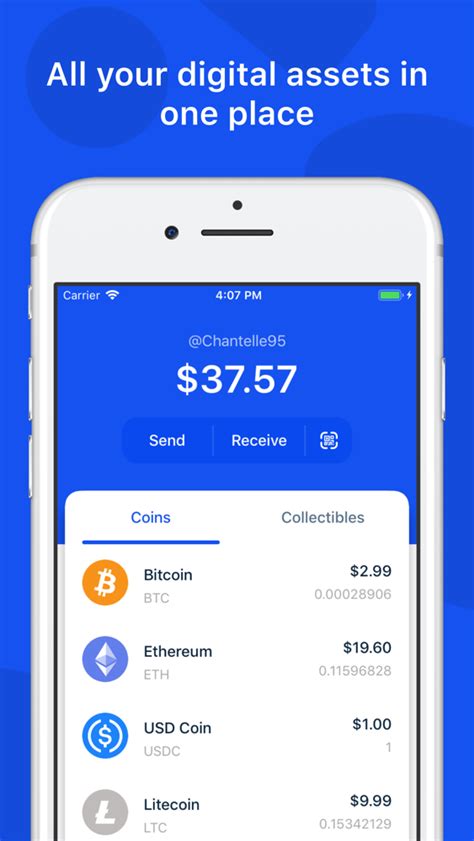 All your digital assets in
one place
Carrier 4:07 PM
@Chantelle95
$37.57
Send Receive
Coins Collectibles
Bitcoin $2.99
BTC 0.00028906
Ethereum $19.60
ETH 0.11596828
USD Coin $1.00
USDC 1
Litecoin $9.99
LTC 0.15342129